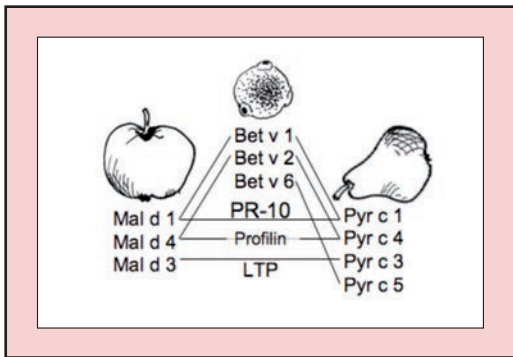 Bet v 1
Bet v 2
Bet v 6
PR-10
Profilin
LTP
Mal d 1
Mal d 4
Mal d 3
Pyr c 1
Pyr c 4
Pyr c 3
Pyr c 5